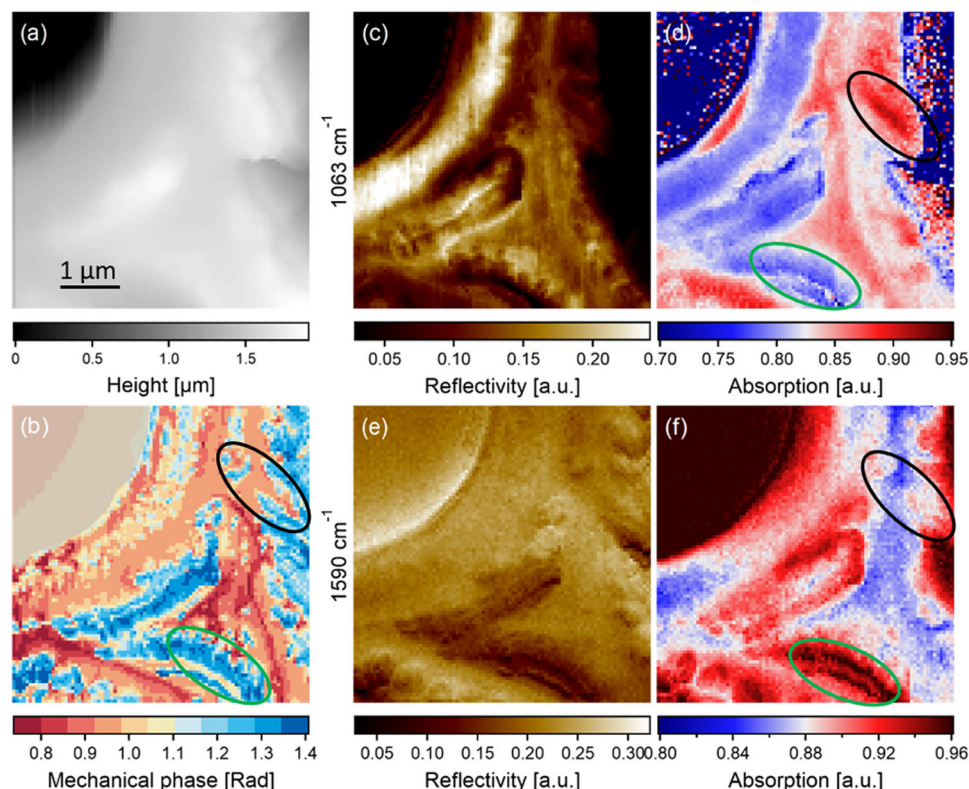 (a)
1 µm
0 0.5 1.0 1.5
Height [µm]
(b)
0.8 0.9 1.0 1.1 1.2 1.3 1.4
Mechanical phase [Rad]
1063 cm-1
(c)
0.05 0.10 0.15 0.20
Reflectivity [a.u.]
(d)
0.70 0.75 0.80 0.85 0.90 0.95
Absorption [a.u.]
1590 cm-1
(e)
0.05 0.10 0.15 0.20 0.25 0.30
Reflectivity [a.u.]
(f)
0.80 0.84 0.88 0.92 0.96
Absorption [a.u.]